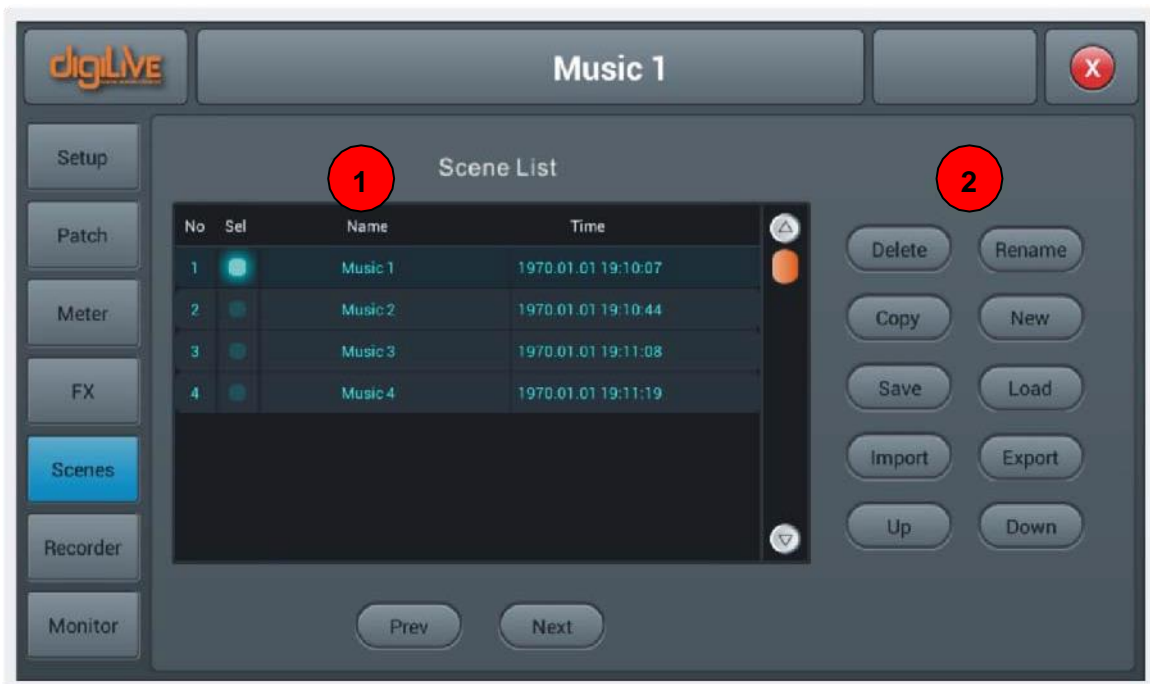 digiLiVE
Music 1
X
Setup
Patch
Meter
FX
Scenes
Recorder
Monitor
1
Scene List
No Sel Name Time
1 Music 1 1970.01.01 19:10:07
2 Music 2 1970.01.01 19:10:44
3 Music 3 1970.01.01 19:11:08
4 Music 4 1970.01.01 19:11:19
Prev Next
2
Delete Rename
Copy New
Save Load
Import Export
Up Down